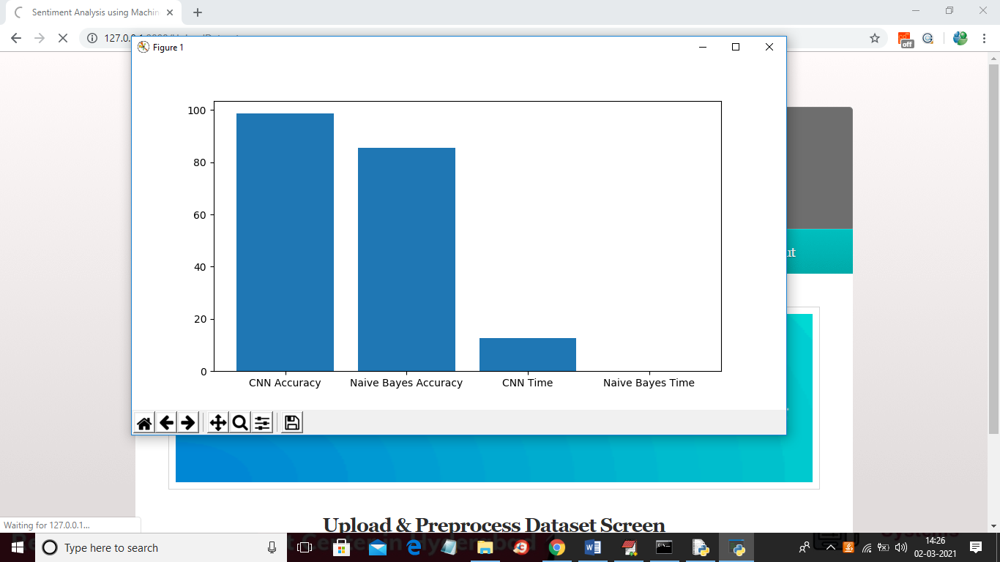 Sentiment Analysis using Machin
127.0.0.1
off
Figure 1
100
80
60
40
20
0
CNN Accuracy
Naive Bayes Accuracy
CNN Time
Naive Bayes Time
ut
Upload & Preprocess Dataset Screen
Waiting for 127.0.0.1...
Type here to search
14:26
02-03-2021